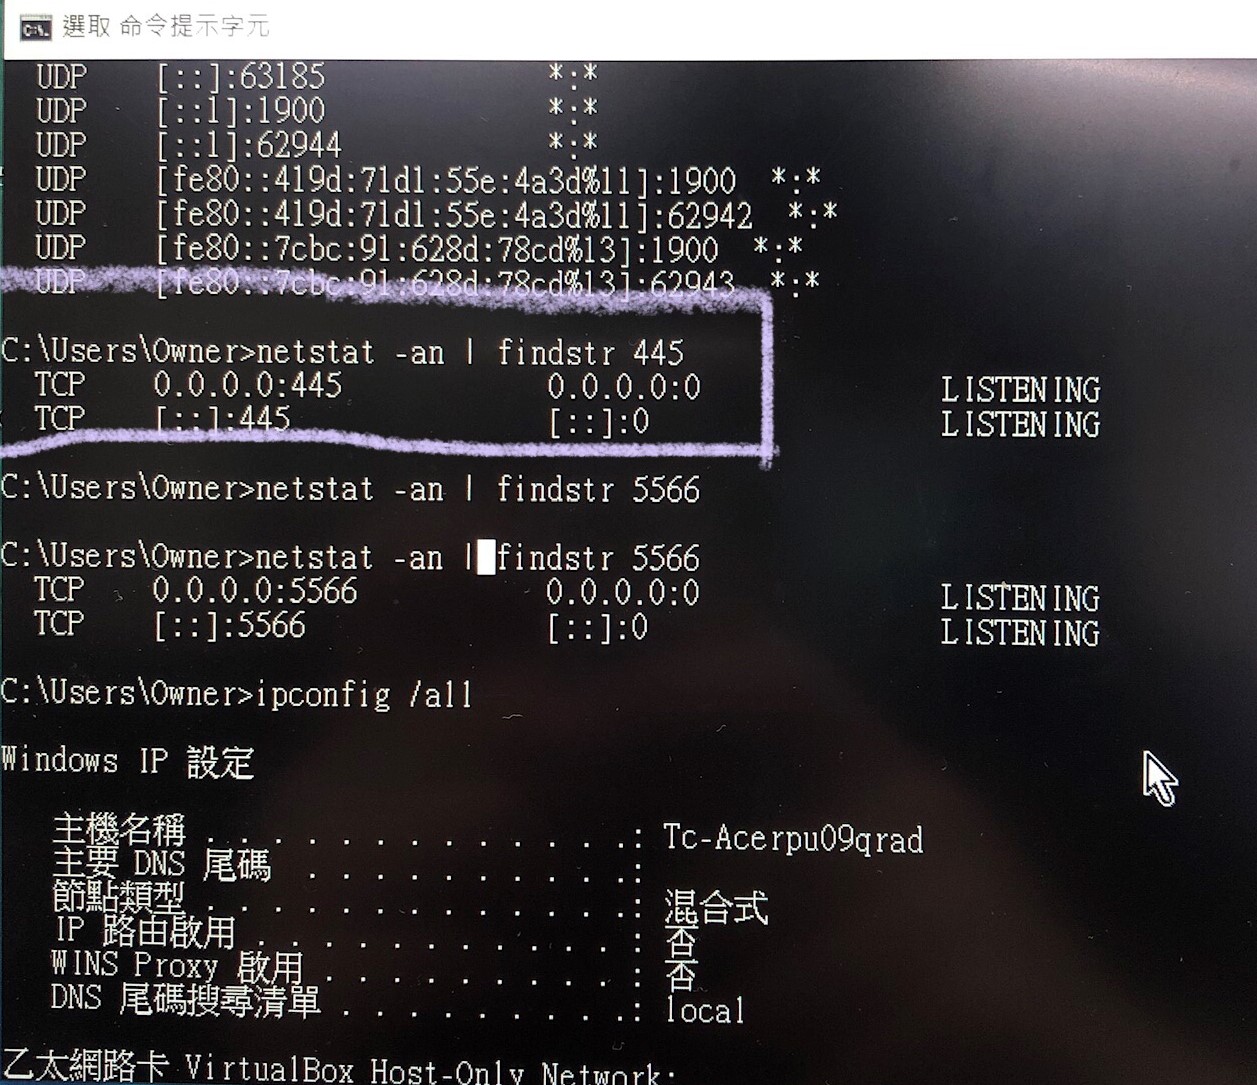 選取 命令提示字元
UDP [::]:63185 *:*
UDP [::1]:1900 *:*
UDP [::1]:62944 *:*
UDP [fe80::419d:71d1:55e:4a3d%11]:1900 *:*
UDP [fe80::419d:71d1:55e:4a3d%11]:62942 *:*
UDP [fe80::7cbc:91:628d:78cd%13]:1900 *:*
UDP [fe80::7cbc:91:628d:78cd%13]:62943 *:*
C:\Users\Owner>netstat -an | findstr 445
TCP 0.0.0.0:445 0.0.0.0:0 LISTENING
TCP [::]:445 [::]:0 LISTENING
C:\Users\Owner>netstat -an | findstr 5566
C:\Users\Owner>netstat -an | findstr 5566
TCP 0.0.0.0:5566 0.0.0.0:0 LISTENING
TCP [::]:5566 [::]:0 LISTENING
C:\Users\Owner>ipconfig /all
Windows IP 設定
主機名稱 . . . . . . . . . . . . .: Tc-Acerpu09qrad
主要 DNS 尾碼 . . . . . . . . . .:
節點類型 . . . . . . . . . . . . .: 混合式
IP 路由啟用 . . . . . . . . . . . : 否
WINS Proxy 啟用 . . . . . . . . . : 否
DNS 尾碼搜尋清單 . . . . . . . . .: local
乙太網路卡 VirtualBox Host-Only Network: